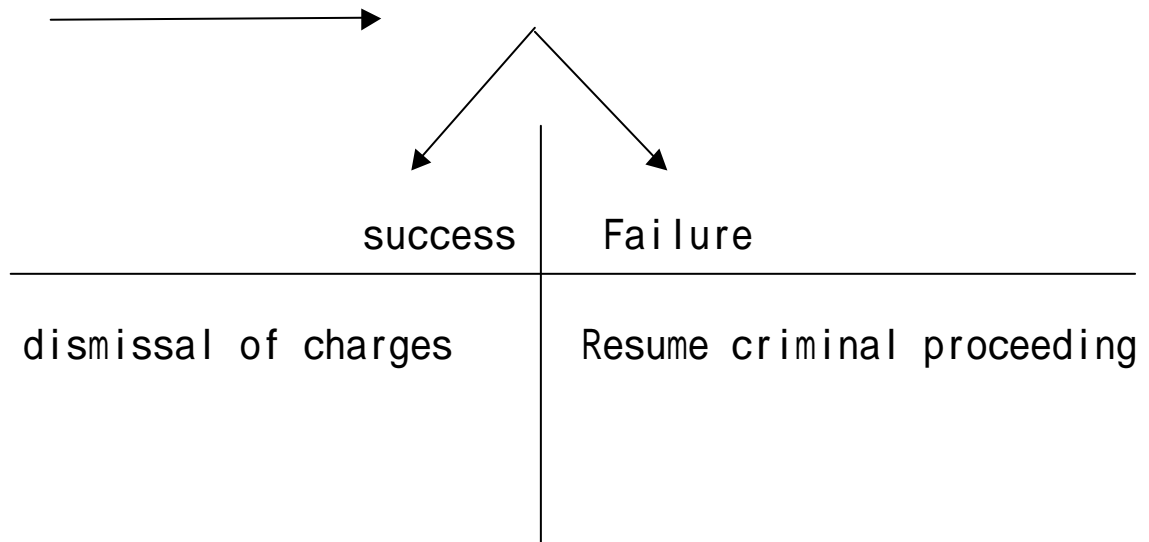 success Failure
dismissal of charges Resume criminal proceeding